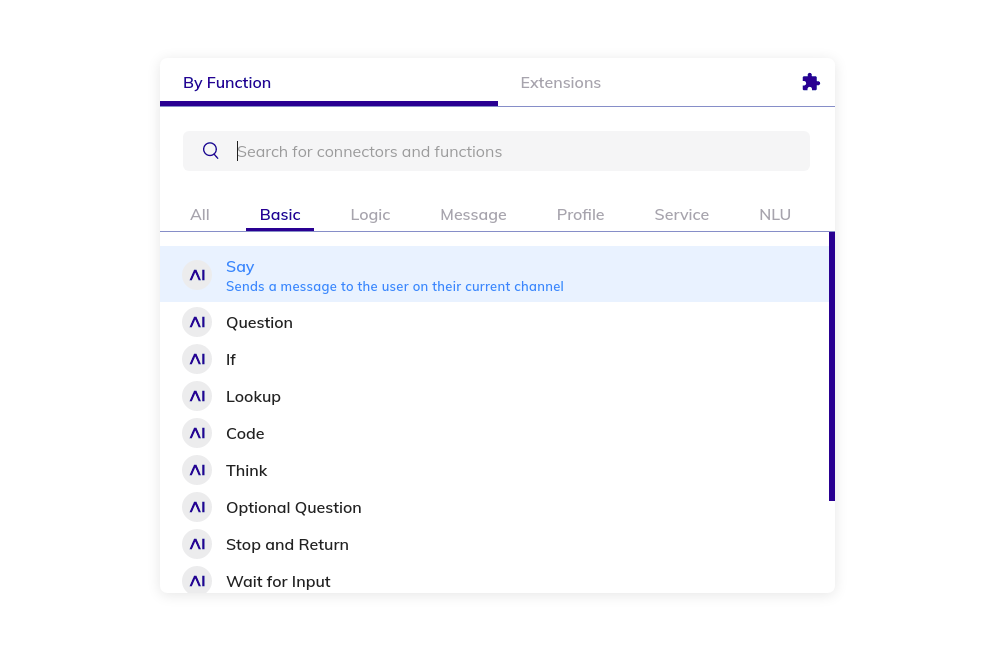 By Function
Extensions
Search for connectors and functions
All Basic Logic Message Profile Service NLU
AI Say
Sends a message to the user on their current channel
AI Question
AI If
AI Lookup
AI Code
AI Think
AI Optional Question
AI Stop and Return
AI Wait for Input